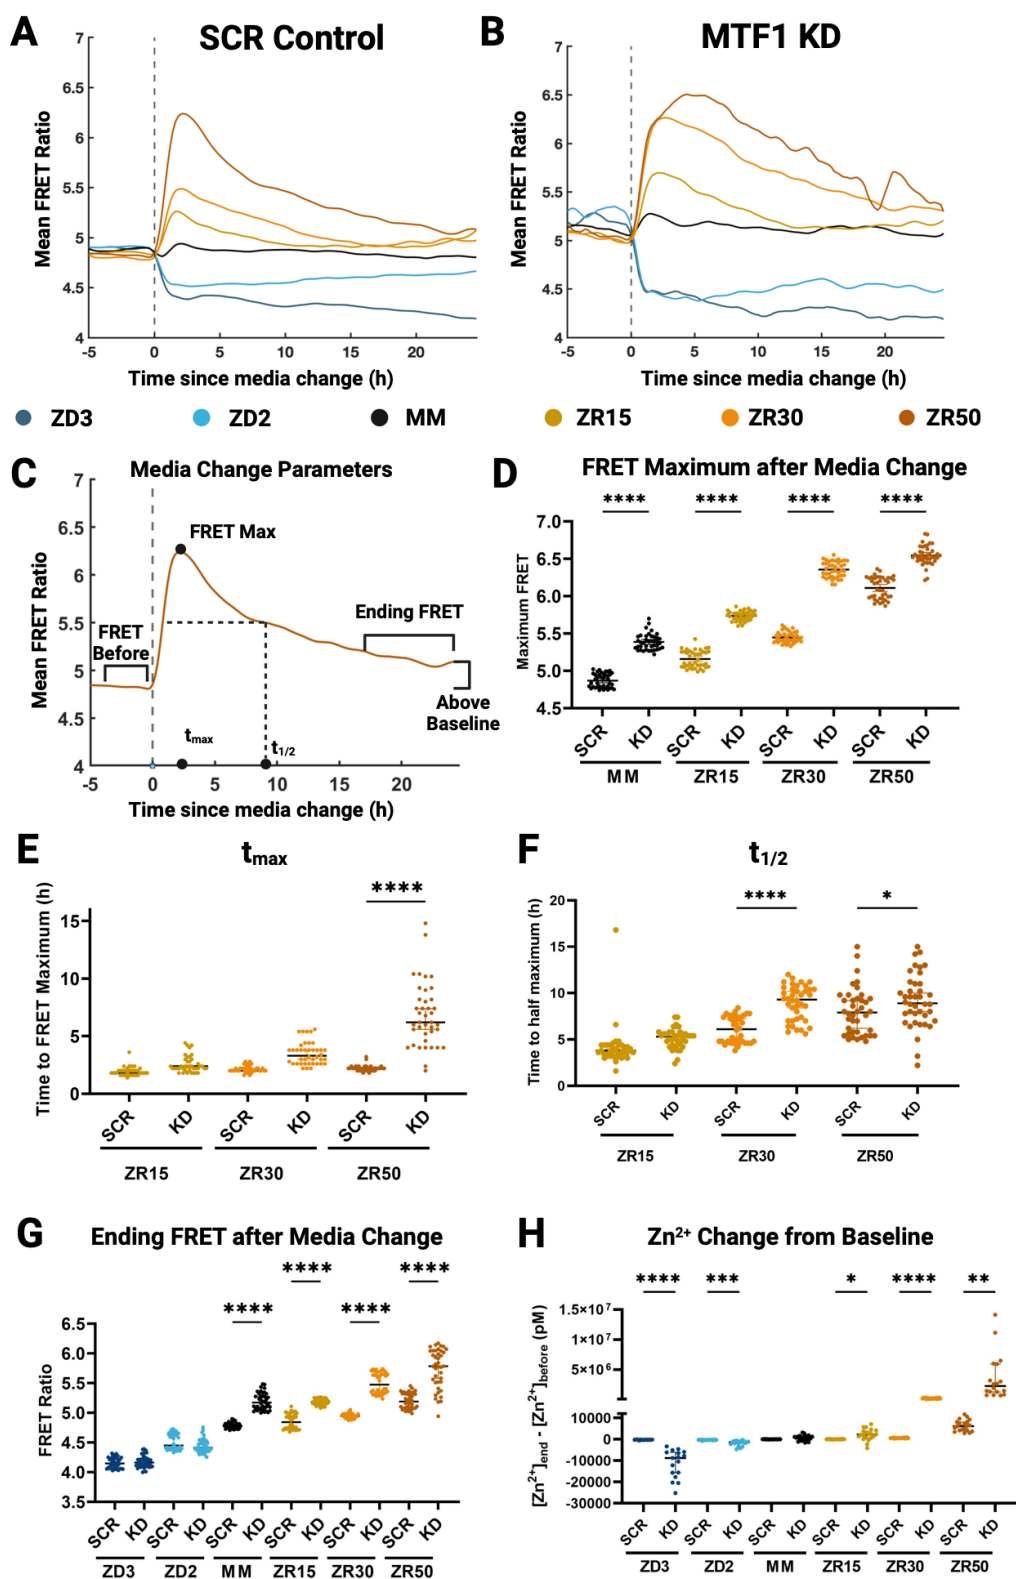 A
SCR Control
B
MTF1 KD
Mean FRET Ratio
7
6.5
6
5.5
5
4.5
4
-5 0 5 10 15 20
Time since media change (h)
Mean FRET Ratio
7
6.5
6
5.5
5
4.5
4
-5 0 5 10 15 20
Time since media change (h)
ZD3 ZD2 MM ZR15 ZR30 ZR50
C
Media Change Parameters
Mean FRET Ratio
7
6.5
6
5.5
5
4.5
4
FRET Max
FRET
Before
Ending FRET
Above
Baseline
tmax
t1/2
-5 0 5 10 15 20
Time since media change (h)
D
FRET Maximum after Media Change
**** **** **** ****
Maximum FRET
7.0
6.5
6.0
5.5
5.0
4.5
SCR KD SCR KD SCR KD SCR KD
MM ZR15 ZR30 ZR50
E
tmax
****
Time to FRET Maximum (h)
15
10
5
0
SCR KD SCR KD SCR KD
ZR15 ZR30 ZR50
F
t1/2
**** *
Time to half maximum (h)
20
15
10
5
0
SCR KD SCR KD SCR KD
ZR15 ZR30 ZR50
G
Ending FRET after Media Change
**** ****
**** ****
FRET Ratio
6.5
6.0
5.5
5.0
4.5
4.0
3.5
SCR KD SCR KD SCR KD SCR KD SCR KD SCR KD
ZD3 ZD2 MM ZR15 ZR30 ZR50
H
Zn2+ Change from Baseline
**** *** * **** **
[Zn2+]end - [Zn2+]before (pM)
1.5×10⁷
1×10⁷
5×10⁶
10000
0
-10000
-20000
-30000
SCR KD SCR KD SCR KD SCR KD SCR KD SCR KD
ZD3 ZD2 MM ZR15 ZR30 ZR50